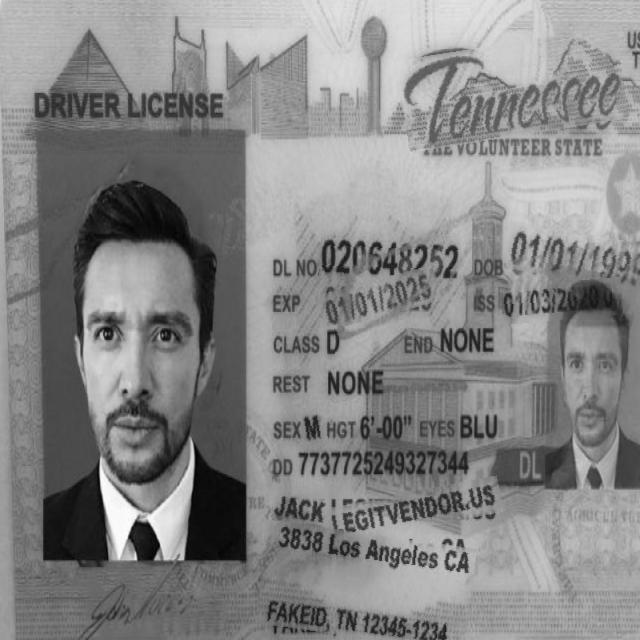 US
DRIVER LICENSE
Tennessee
THE VOLUNTEER STATE
DL NO. 020648252 DOB 01/01/199
EXP 01/01/2025 ISS 01/03/2020
CLASS D END NONE
REST NONE
SEX M HGT 6'-00" EYES BLU
DD 7737725249327344
DL
JACK LEGITVENDOR.US
3838 Los Angeles CA
FAKEID, TN 12345-1234